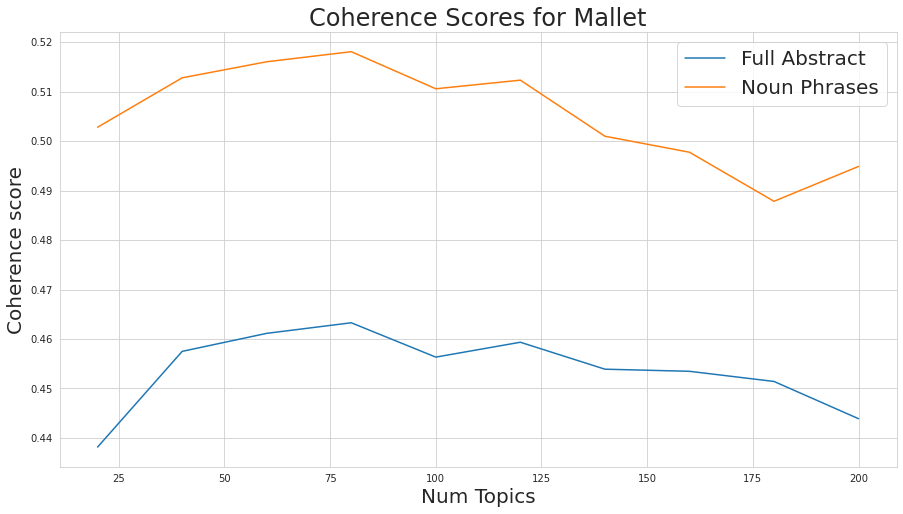 Coherence Scores for Mallet
Full Abstract
Noun Phrases
0.52
0.51
0.50
0.49
0.48
0.47
0.46
0.45
0.44
Coherence score
25 50 75 100 125 150 175 200
Num Topics